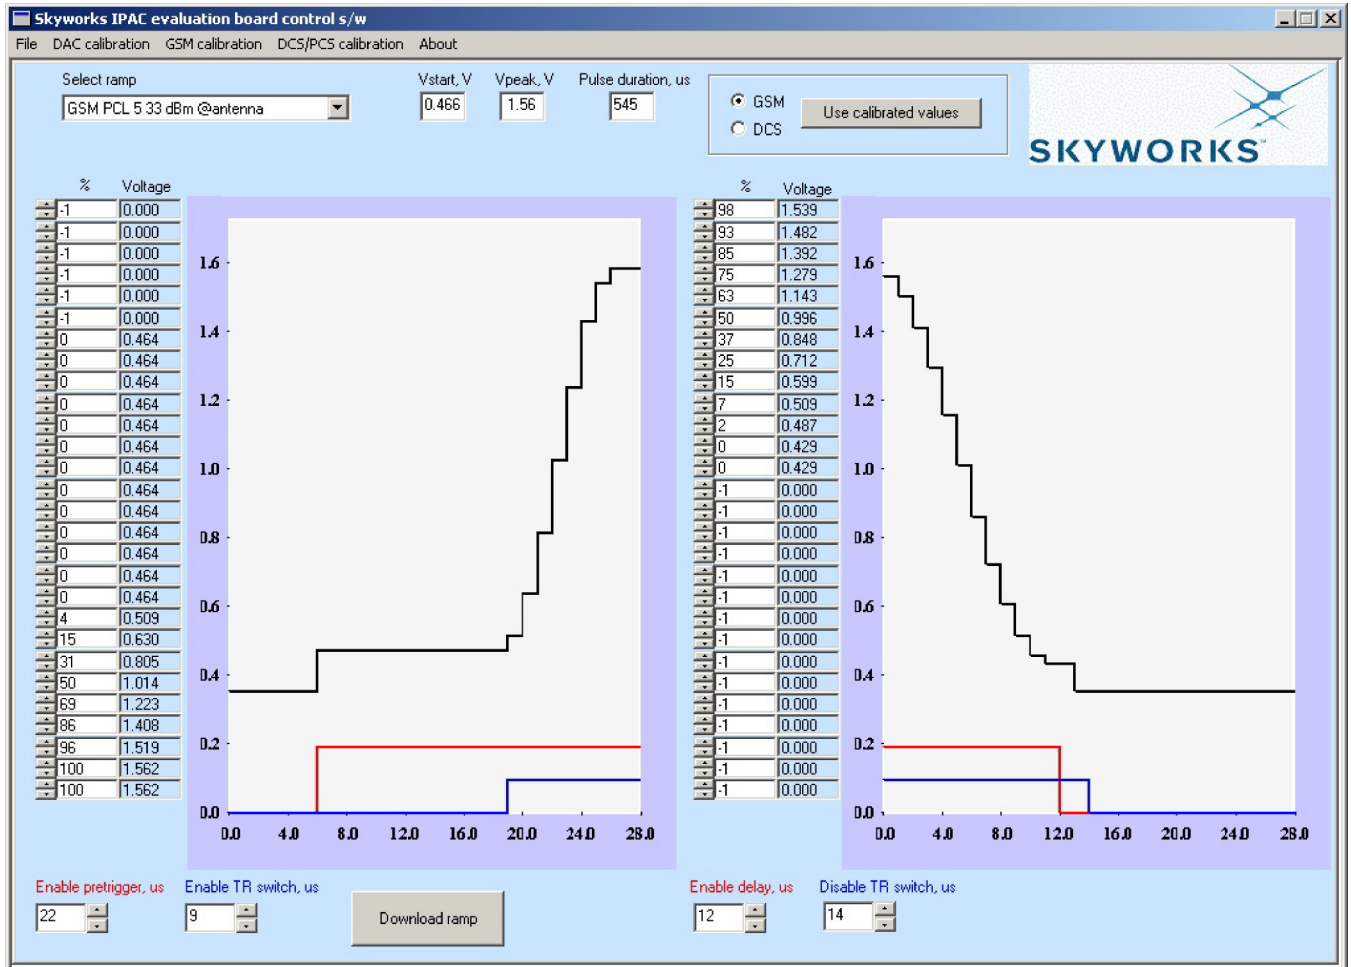 Skyworks IPAC evaluation board control s/w
File DAC calibration GSM calibration DCS/PCS calibration About
Select ramp Vstart, V Vpeak, V Pulse duration, us
GSM PCL 5 33 dBm @antenna 0.466 1.56 545
GSM
DCS
Use calibrated values
SKYWORKS™
% Voltage % Voltage
-1 0.000 98 1.539
-1 0.000 93 1.482
-1 0.000 85 1.392
-1 0.000 75 1.279
-1 0.000 63 1.143
-1 0.000 50 0.996
0 0.464 37 0.848
0 0.464 25 0.712
0 0.464 15 0.599
0 0.464 7 0.509
0 0.464 2 0.487
0 0.464 0 0.429
0 0.464 0 0.429
0 0.464 -1 0.000
0 0.464 -1 0.000
0 0.464 -1 0.000
0 0.464 -1 0.000
0 0.464 -1 0.000
0 0.464 -1 0.000
4 0.509 -1 0.000
15 0.630 -1 0.000
31 0.805 -1 0.000
50 1.014 -1 0.000
69 1.223 -1 0.000
86 1.408 -1 0.000
96 1.519 -1 0.000
100 1.562 -1 0.000
100 1.562 -1 0.000
1.6 1.6
1.4 1.4
1.2 1.2
1.0 1.0
0.8 0.8
0.6 0.6
0.4 0.4
0.2 0.2
0.0 0.0
0.0 4.0 8.0 12.0 16.0 20.0 24.0 28.0 0.0 4.0 8.0 12.0 16.0 20.0 24.0 28.0
Enable pretrigger, us Enable TR switch, us Enable delay, us Disable TR switch, us
22 9 Download ramp 12 14